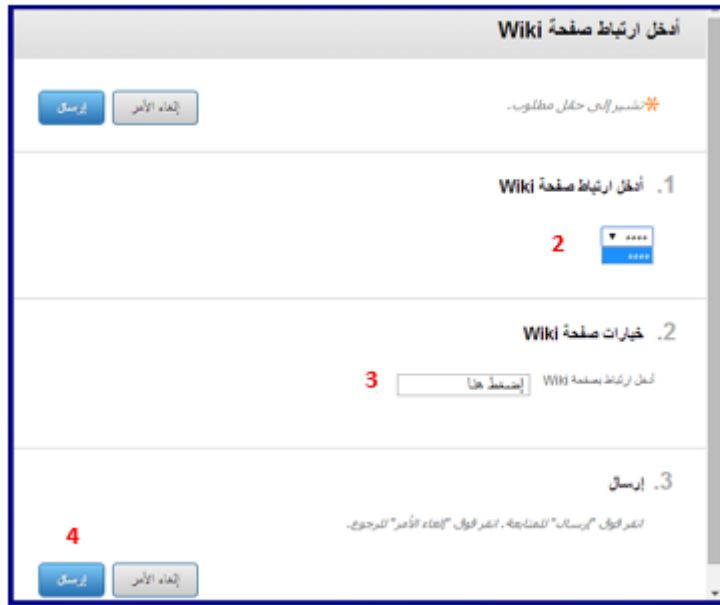 أدخل ارتباط صفحة Wiki
*تشير إلى حقل مطلوب.
إلغاء الأمر إرسال
1. أدخل ارتباط صفحة Wiki
▼
2
2. خيارات صفحة Wiki
أدخل ارتباط بصفحة Wiki إضغط هنا 3
3. إرسال
انقر فوق "إرسال" للمتابعة. انقر فوق "إلغاء الأمر" للرجوع.
4
إلغاء الأمر إرسال